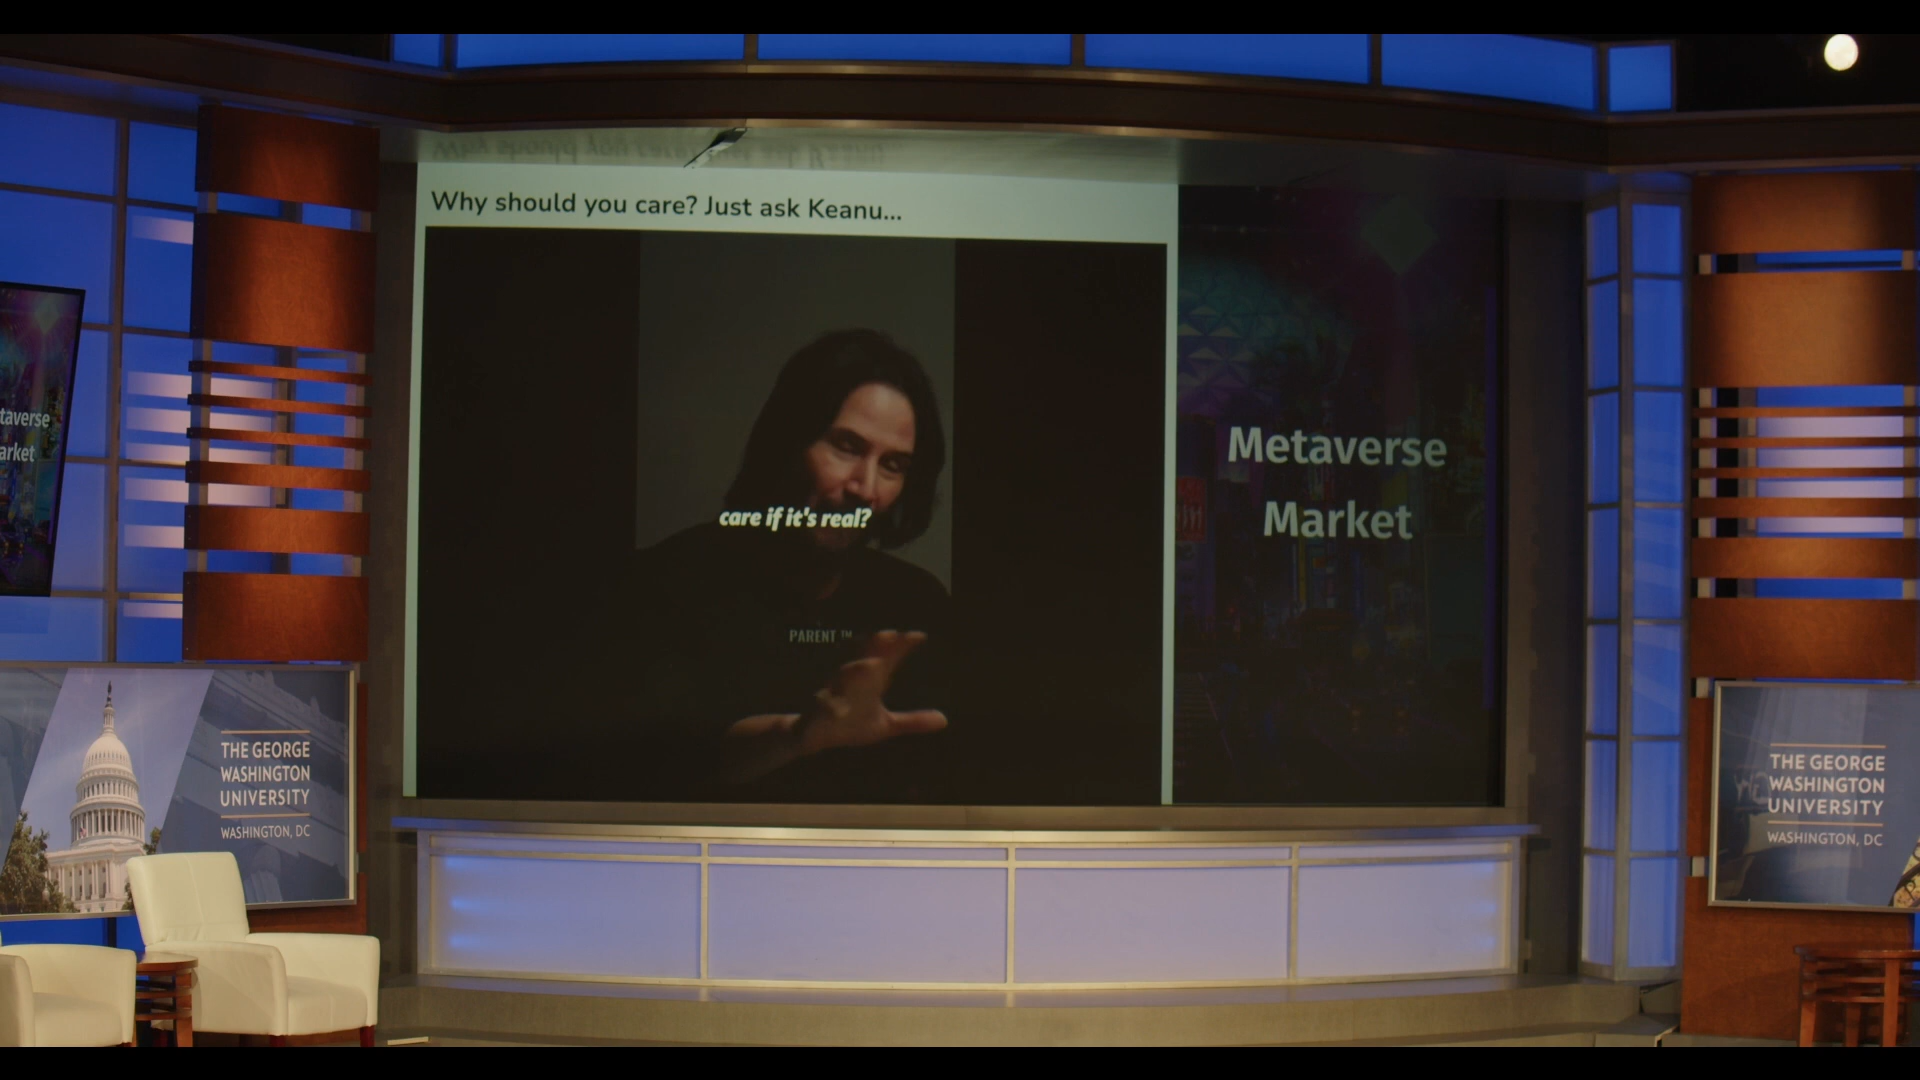 Why should you care? Just ask Keanu...
care if it's real?
PARENT ™
Metaverse
Market
taverse
arket
THE GEORGE
WASHINGTON
UNIVERSITY
WASHINGTON, DC
THE GEORGE
WASHINGTON
UNIVERSITY
WASHINGTON, DC